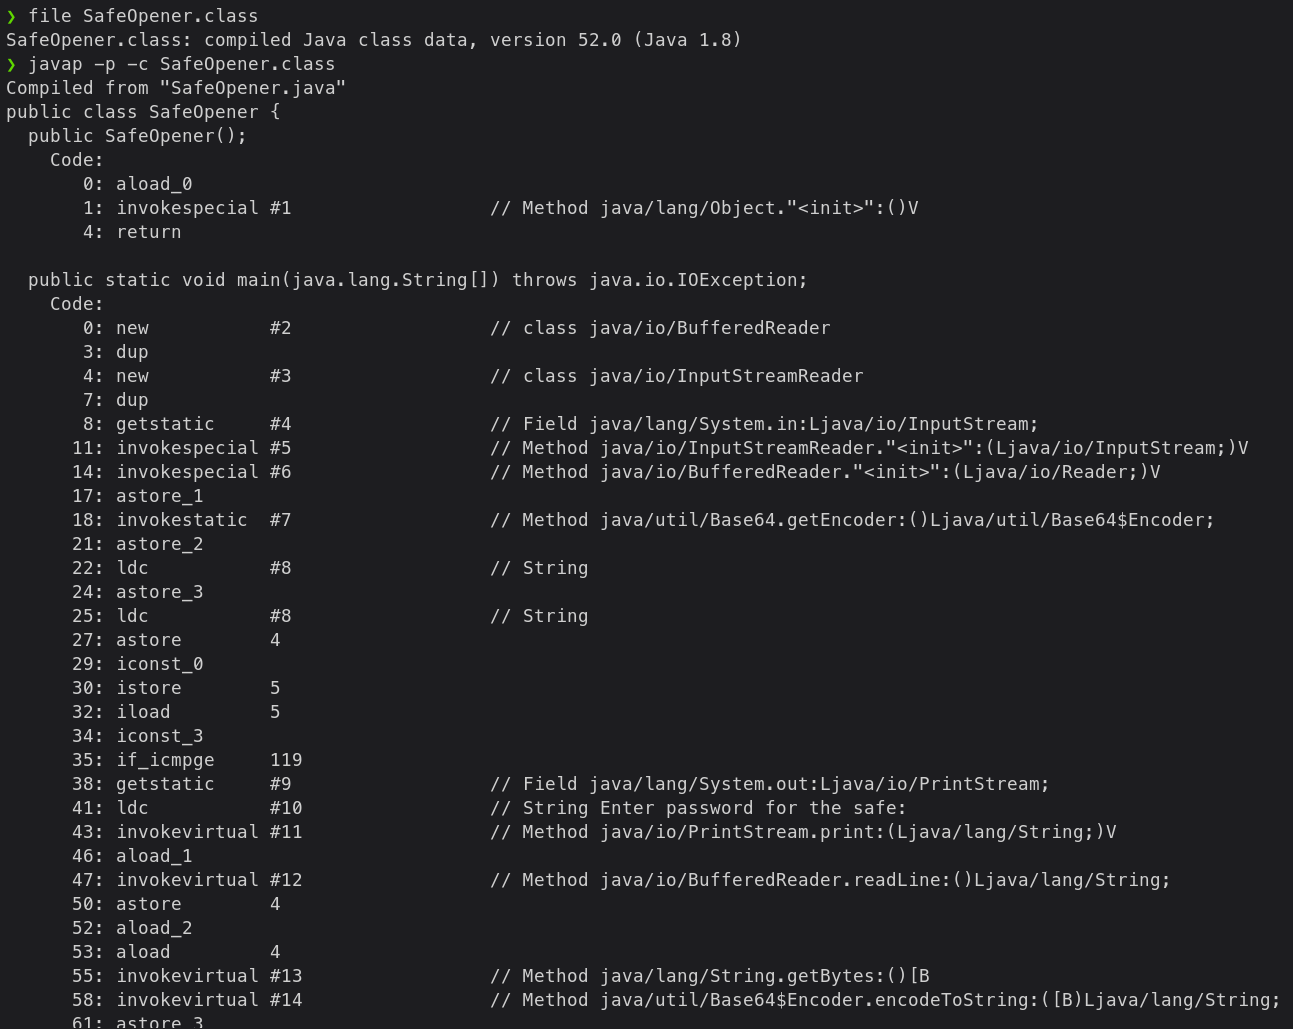 ❯ file SafeOpener.class
SafeOpener.class: compiled Java class data, version 52.0 (Java 1.8)
❯ javap -p -c SafeOpener.class
Compiled from "SafeOpener.java"
public class SafeOpener {
  public SafeOpener();
    Code:
       0: aload_0
       1: invokespecial #1                  // Method java/lang/Object."<init>":()V
       4: return

  public static void main(java.lang.String[]) throws java.io.IOException;
    Code:
       0: new           #2                  // class java/io/BufferedReader
       3: dup
       4: new           #3                  // class java/io/InputStreamReader
       7: dup
       8: getstatic     #4                  // Field java/lang/System.in:Ljava/io/InputStream;
      11: invokespecial #5                  // Method java/io/InputStreamReader."<init>":(Ljava/io/InputStream;)V
      14: invokespecial #6                  // Method java/io/BufferedReader."<init>":(Ljava/io/Reader;)V
      17: astore_1
      18: invokestatic  #7                  // Method java/util/Base64.getEncoder:()Ljava/util/Base64$Encoder;
      21: astore_2
      22: ldc           #8                  // String
      24: astore_3
      25: ldc           #8                  // String
      27: astore        4
      29: iconst_0
      30: istore        5
      32: iload         5
      34: iconst_3
      35: if_icmpge     119
      38: getstatic     #9                  // Field java/lang/System.out:Ljava/io/PrintStream;
      41: ldc           #10                 // String Enter password for the safe:
      43: invokevirtual #11                 // Method java/io/PrintStream.print:(Ljava/lang/String;)V
      46: aload_1
      47: invokevirtual #12                 // Method java/io/BufferedReader.readLine:()Ljava/lang/String;
      50: astore        4
      52: aload_2
      53: aload         4
      55: invokevirtual #13                 // Method java/lang/String.getBytes:()[B
      58: invokevirtual #14                 // Method java/util/Base64$Encoder.encodeToString:([B)Ljava/lang/String;
      61: astore_3